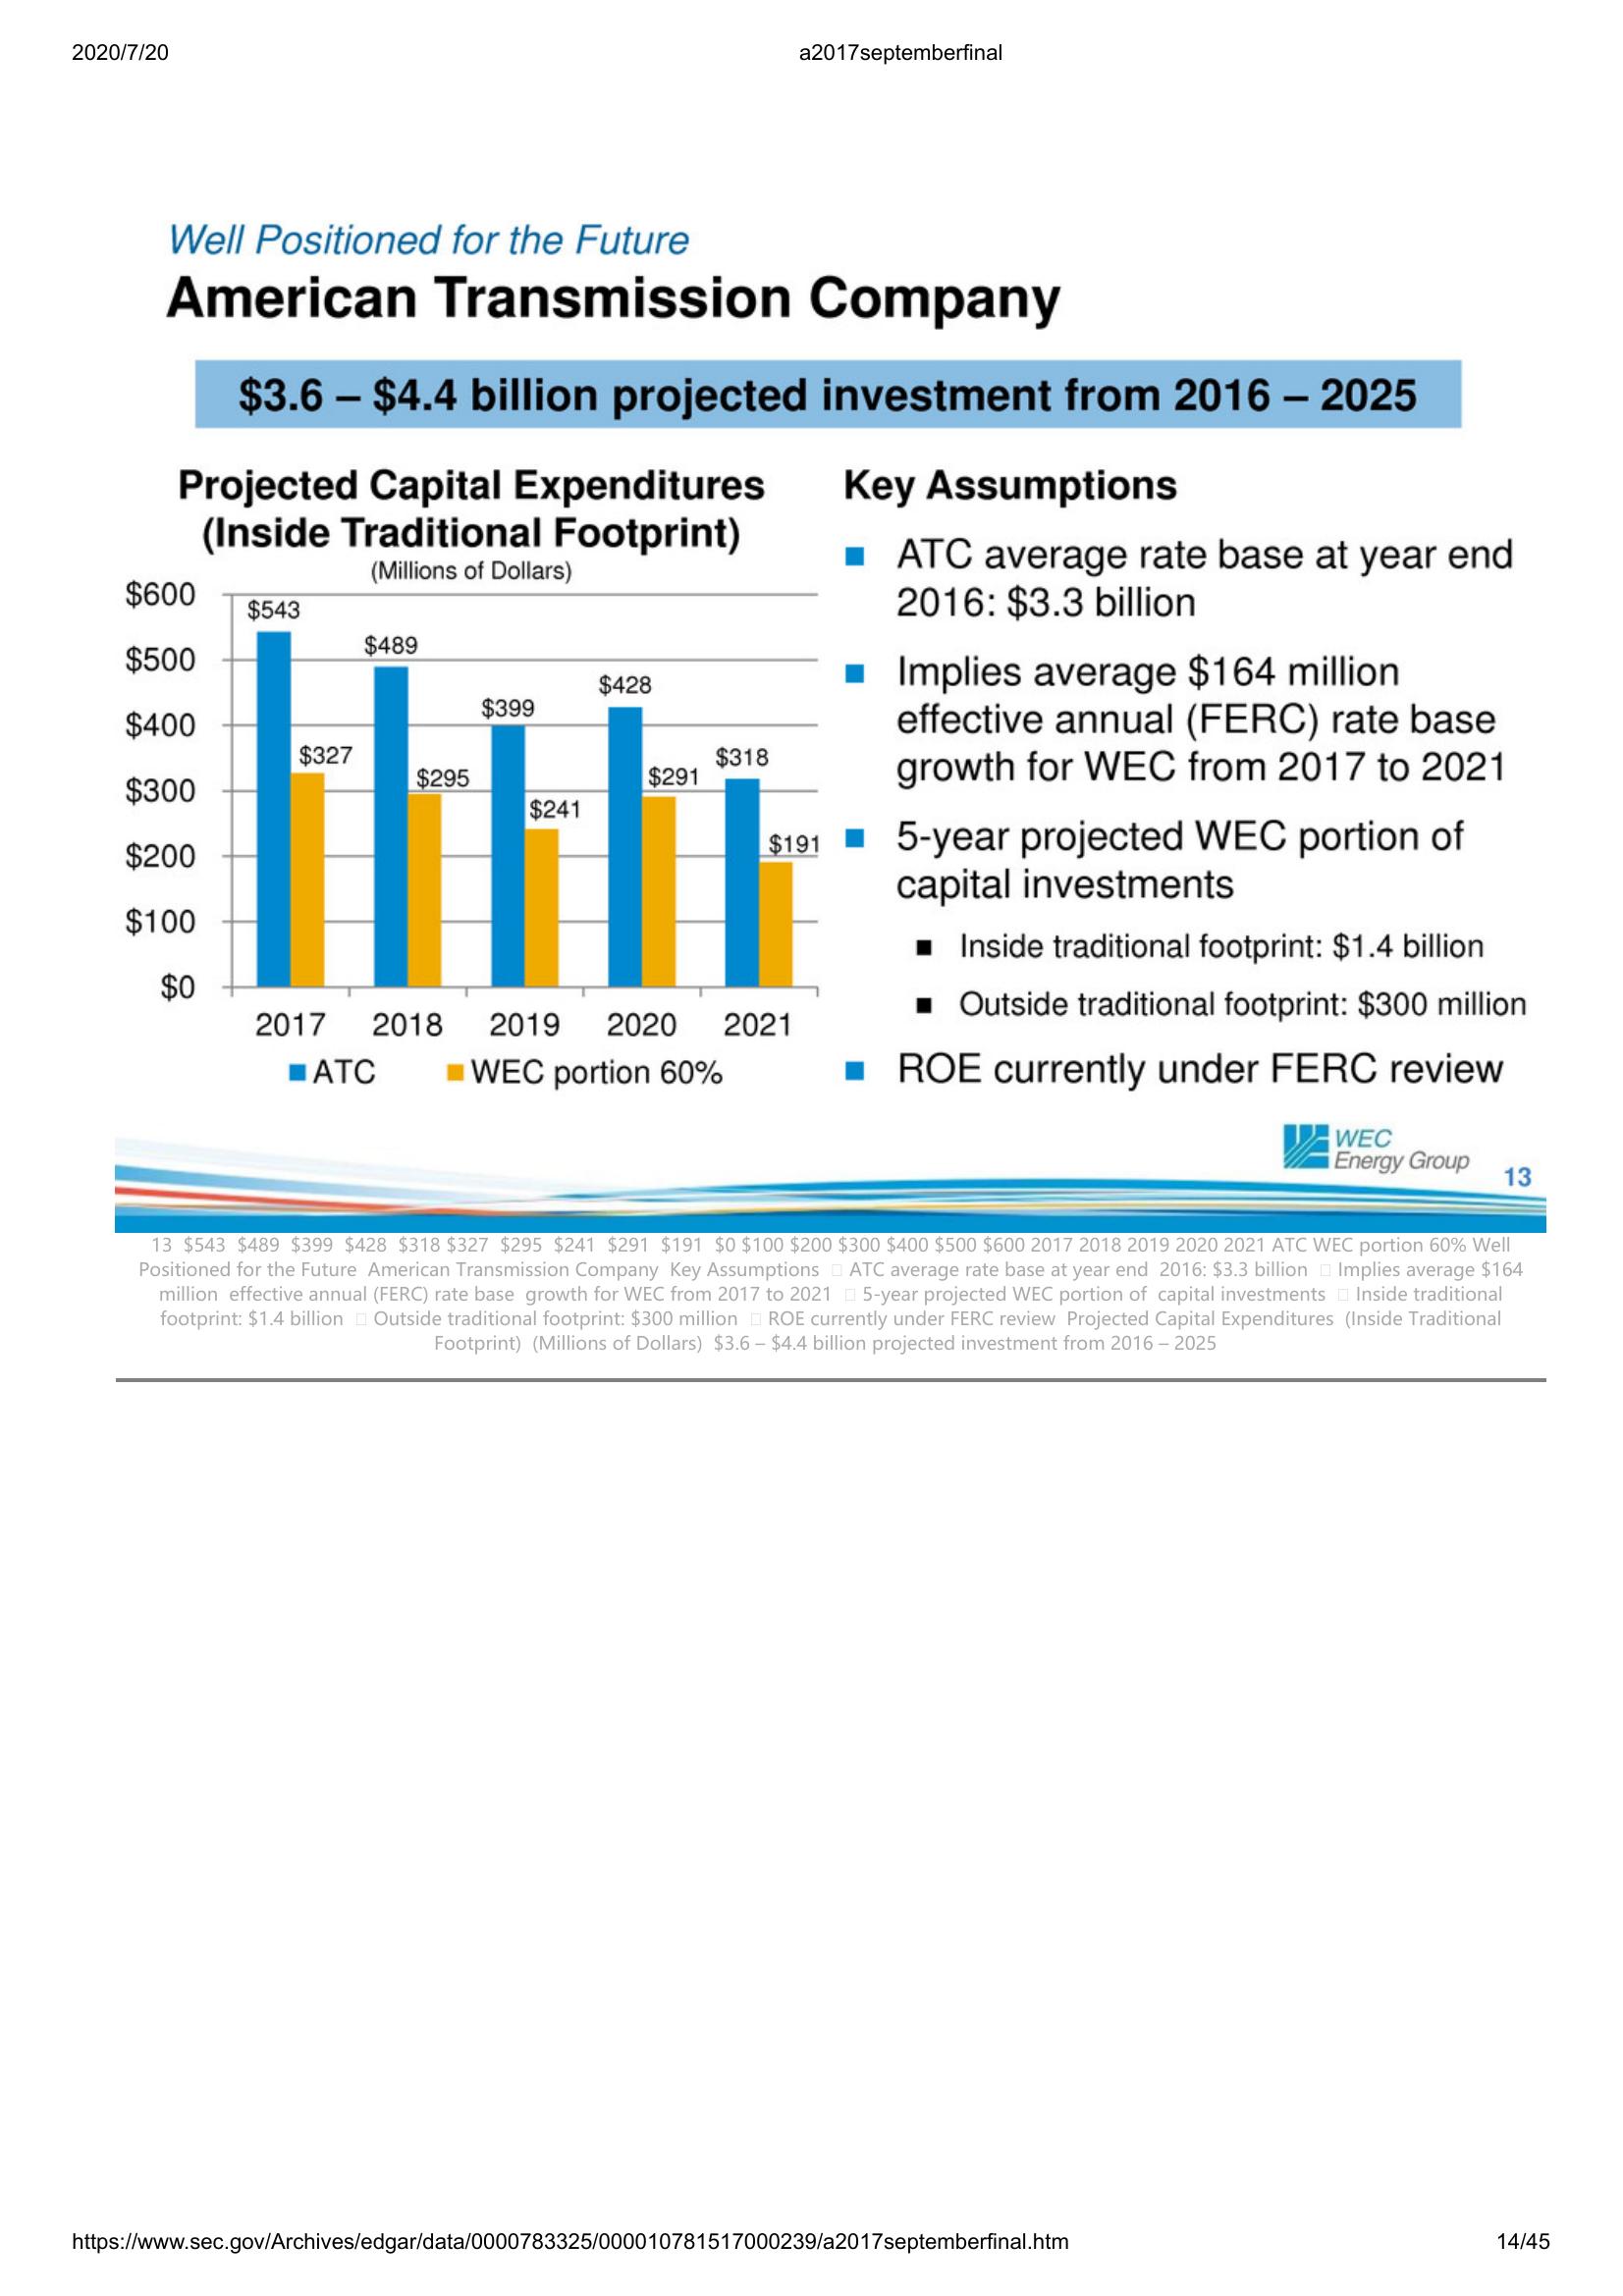 2020/7/20
a2017septemberfinal
Well Positioned for the Future
American Transmission Company
$3.6 – $4.4 billion projected investment from 2016 – 2025
Projected Capital Expenditures
(Inside Traditional Footprint)
(Millions of Dollars)
$600
$500
$400
$300
$200
$100
$0
$543
$327
$489
$295
$399
$241
$428
$291
$318
$191
2017 2018 2019 2020 2021
ATC WEC portion 60%
Key Assumptions
ATC average rate base at year end
2016: $3.3 billion
Implies average $164 million
effective annual (FERC) rate base
growth for WEC from 2017 to 2021
5-year projected WEC portion of
capital investments
Inside traditional footprint: $1.4 billion
Outside traditional footprint: $300 million
ROE currently under FERC review
WEC
Energy Group
13
13 $543 $489 $399 $428 $318 $327 $295 $241 $291 $191 $0 $100 $200 $300 $400 $500 $600 2017 2018 2019 2020 2021 ATC WEC portion 60% Well
Positioned for the Future American Transmission Company Key Assumptions  ATC average rate base at year end 2016: $3.3 billion  Implies average $164
million effective annual (FERC) rate base growth for WEC from 2017 to 2021  5-year projected WEC portion of capital investments  Inside traditional
footprint: $1.4 billion  Outside traditional footprint: $300 million  ROE currently under FERC review Projected Capital Expenditures (Inside Traditional
Footprint) (Millions of Dollars) $3.6 – $4.4 billion projected investment from 2016 – 2025
https://www.sec.gov/Archives/edgar/data/0000783325/000010781517000239/a2017septemberfinal.htm
14/45